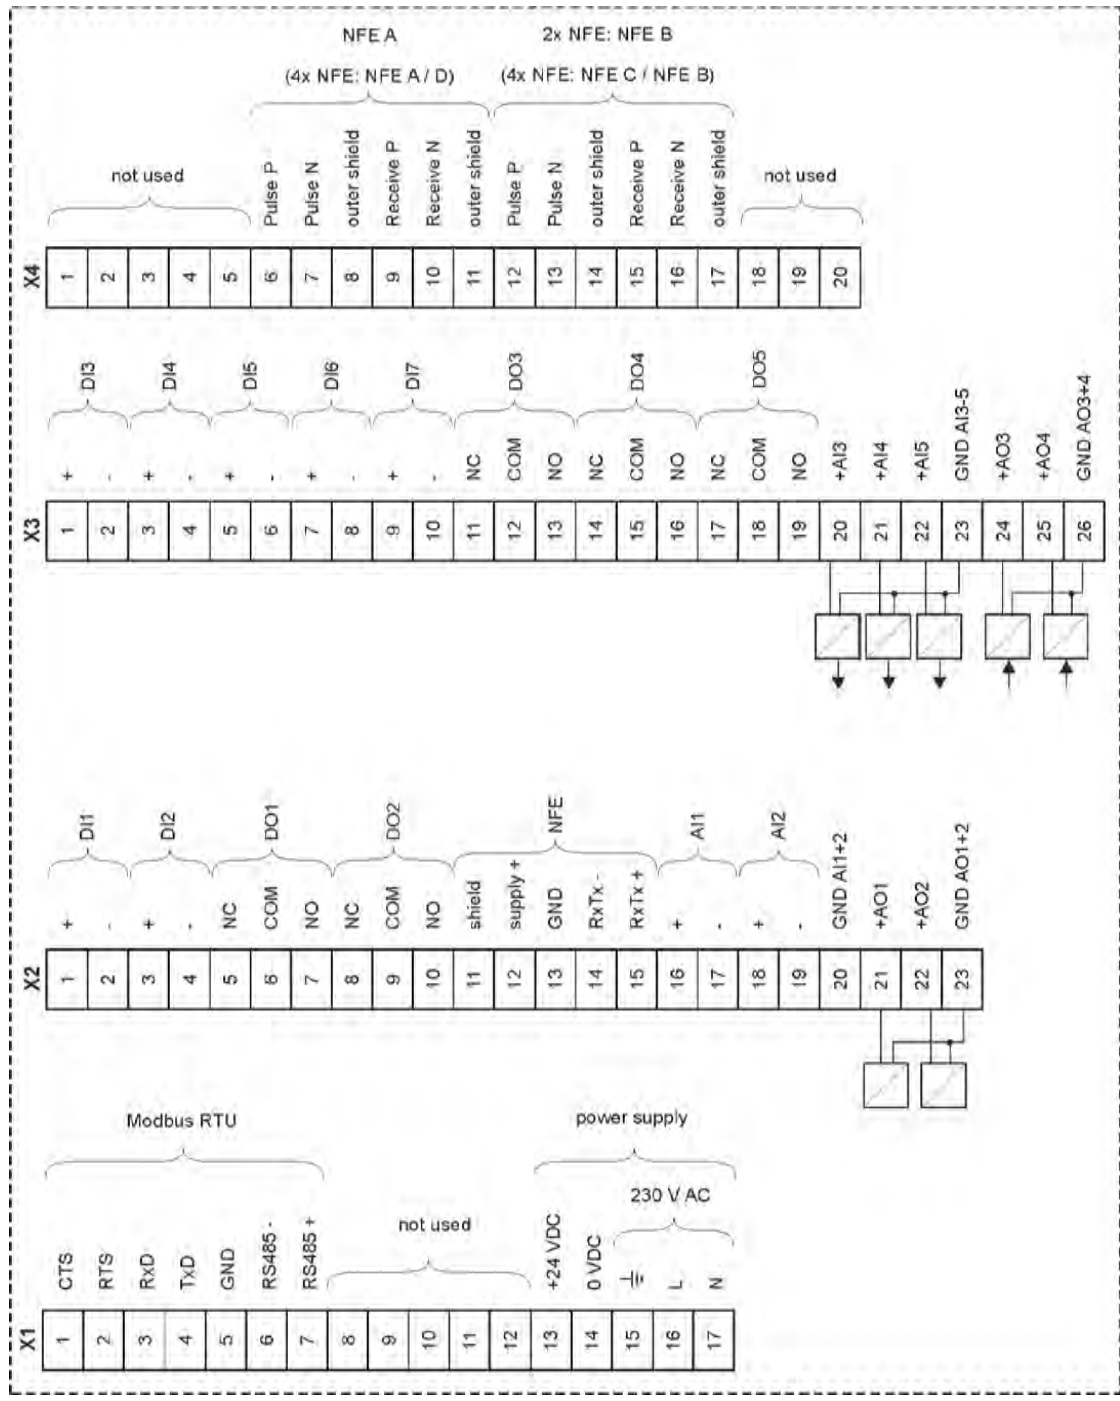 NFE A
2x NFE: NFE B
(4x NFE: NFE A / D)
(4x NFE: NFE C / NFE B)
not used
Pulse P
Pulse N
outer shield
Receive P
Receive N
outer shield
Pulse P
Pulse N
outer shield
Receive P
Receive N
outer shield
not used
X4
1
2
3
4
5
6
7
8
9
10
11
12
13
14
15
16
17
18
19
20
DI3
DI4
DI5
DI6
DI7
DO3
DO4
DO5
+
-
+
-
+
-
+
-
+
-
NC
COM
NO
NC
COM
NO
NC
COM
NO
+AI3
+AI4
+AI5
GND AI3-5
+AO3
+AO4
GND AO3+4
X3
1
2
3
4
5
6
7
8
9
10
11
12
13
14
15
16
17
18
19
20
21
22
23
24
25
26
DI1
DI2
DO1
DO2
NFE
AI1
AI2
+
-
+
-
NC
COM
NO
NC
COM
NO
shield
supply +
GND
RxTx -
RxTx +
+
-
+
-
GND AI1+2
+AO1
+AO2
GND AO1+2
X2
1
2
3
4
5
6
7
8
9
10
11
12
13
14
15
16
17
18
19
20
21
22
23
Modbus RTU
power supply
230 V AC
not used
CTS
RTS
RxD
TxD
GND
RS485 -
RS485 +
+24 VDC
0 VDC
L
N
X1
1
2
3
4
5
6
7
8
9
10
11
12
13
14
15
16
17